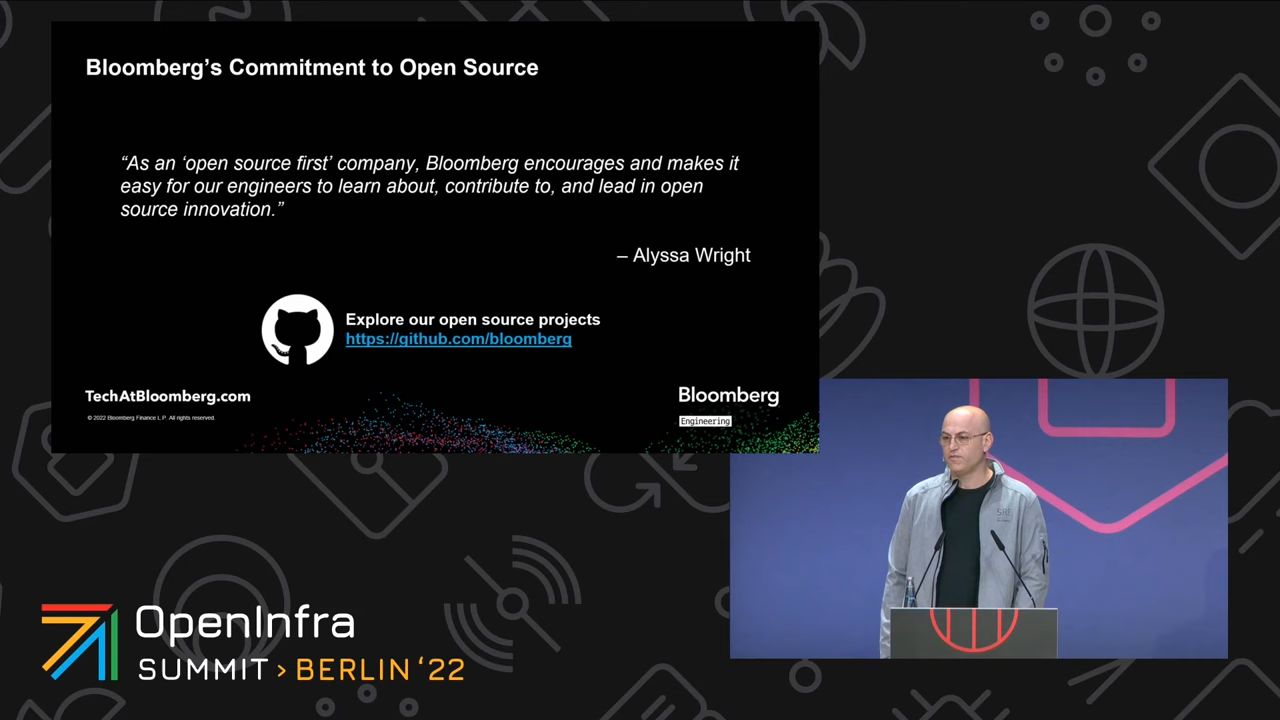 Bloomberg’s Commitment to Open Source
“As an ‘open source first’ company, Bloomberg encourages and makes it
easy for our engineers to learn about, contribute to, and lead in open
source innovation.”
– Alyssa Wright
Explore our open source projects
https://github.com/bloomberg
TechAtBloomberg.com
© 2022 Bloomberg Finance L.P. All rights reserved.
Bloomberg
Engineering
OpenInfra
SUMMIT > BERLIN ‘22